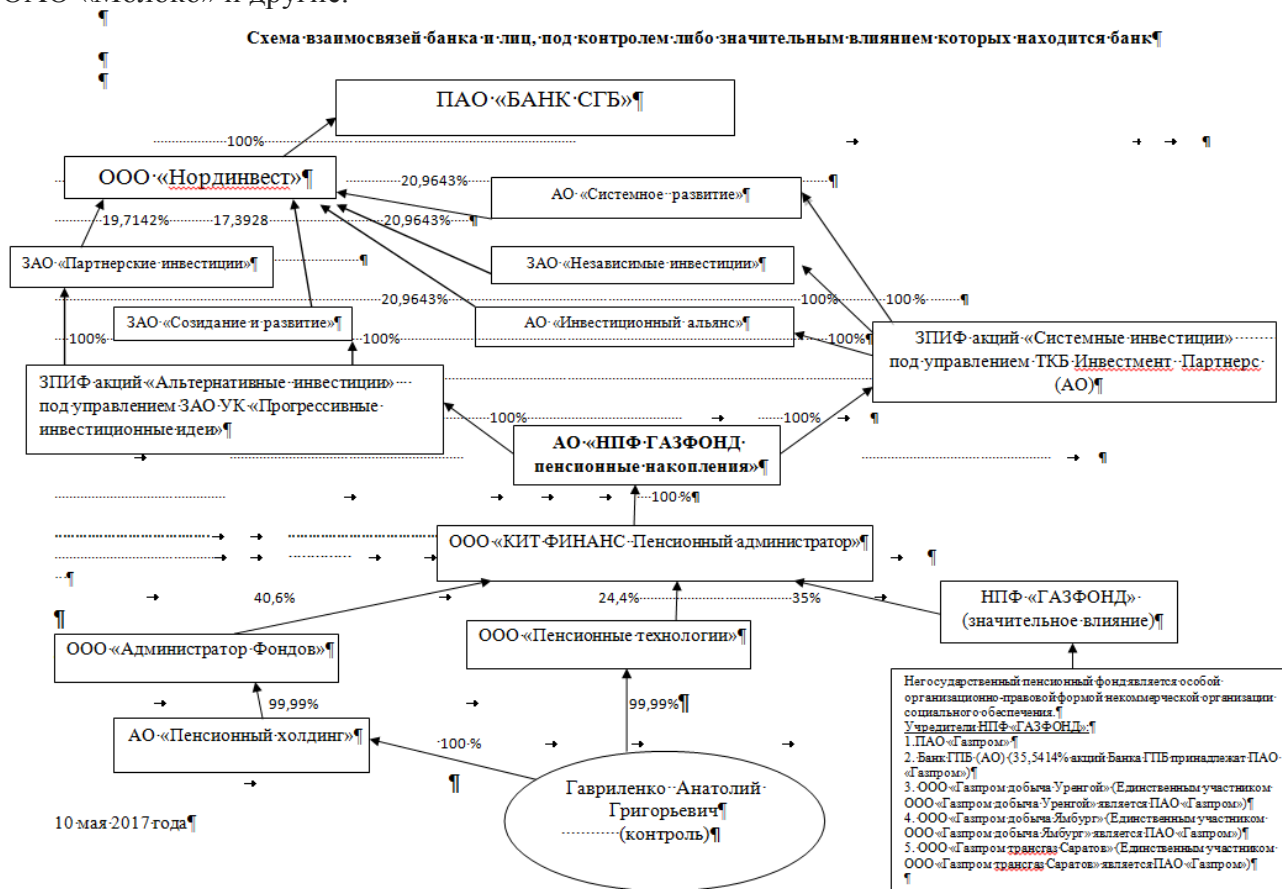 ОАО «Молоко» и другие.
Схема взаимосвязей банка и лиц, под контролем либо значительным влиянием которых находится банк
ПАО «БАНК СГБ»
100%
ООО «Нординвест»
20,9643%
АО «Системное развитие»
19,7142%
17,3928
20,9643%
ЗАО «Партнерские инвестиции»
ЗАО «Независимые инвестиции»
20,9643%
100%
100 %
ЗАО «Созидание и развитие»
АО «Инвестиционный альянс»
100%
100%
100%
ЗПИФ акций «Системные инвестиции»
под управлением ТКБ Инвестмент Партнерс
(АО)
ЗПИФ акций «Альтернативные инвестиции»
под управлением ЗАО УК «Прогрессивные
инвестиционные идеи»
100%
100%
АО «НПФ ГАЗФОНД
пенсионные накопления»
100 %
ООО «КИТ ФИНАНС Пенсионный администратор»
40,6%
24,4%
35%
НПФ «ГАЗФОНД»
(значительное влияние)
ООО «Администратор Фондов»
ООО «Пенсионные технологии»
99,99%
99,99%
АО «Пенсионный холдинг»
100 %
Гавриленко Анатолий
Григорьевич
(контроль)
Негосударственный пенсионный фонд является особой
организационно-правовой формой некоммерческой организации
социального обеспечения.
Учредители НПФ «ГАЗФОНД»:
1.ПАО «Газпром»
2. Банк ГПБ (АО) (35,5414% акций Банка ГПБ принадлежат ПАО
«Газпром»)
3. ООО «Газпром добыча Уренгой» (Единственным участником
ООО «Газпром добыча Уренгой» является ПАО «Газпром»)
4. ООО «Газпром добыча Ямбург» (Единственным участником
ООО «Газпром добыча Ямбург» является ПАО «Газпром»)
5. ООО «Газпром трансгаз Саратов» (Единственным участником
ООО «Газпром трансгаз Саратов» является ПАО «Газпром»)
10 мая 2017 года